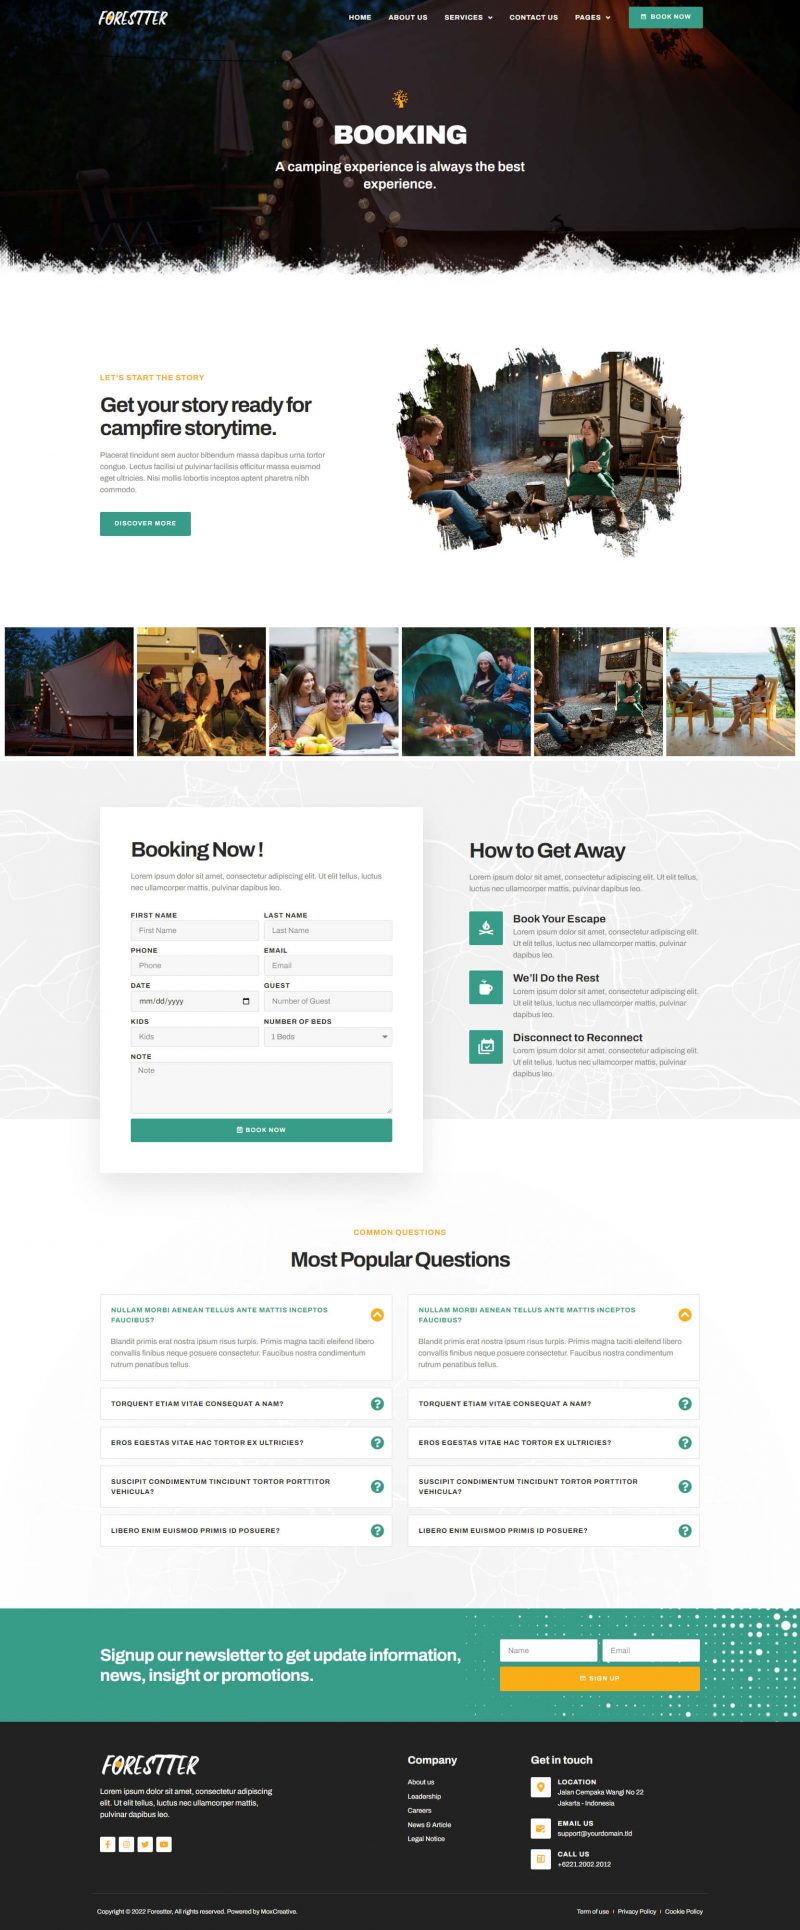 FORESTTER
HOME ABOUT US SERVICES CONTACT US PAGES BOOK NOW
BOOKING
A camping experience is always the best
experience.
LET'S START THE STORY
Get your story ready for
campfire storytime.
Placerat tincidunt sem auctor bibendum massa dapibus urna tortor
congue. Lectus facilisi ut pulvinar facilisis efficitur massa euismod
eget ultricies. Nisi mollis lobortis inceptos aptent pharetra nibh
commodo.
DISCOVER MORE
Booking Now !
Lorem ipsum dolor sit amet, consectetur adipiscing elit. Ut elit tellus, luctus
nec ullamcorper mattis, pulvinar dapibus leo.
FIRST NAME LAST NAME
First Name Last Name
PHONE EMAIL
Phone Email
DATE GUEST
mm/dd/yyyy Number of Guest
KIDS NUMBER OF BEDS
Kids 1 Beds
NOTE
Note
BOOK NOW
How to Get Away
Lorem ipsum dolor sit amet, consectetur adipiscing elit. Ut elit tellus,
luctus nec ullamcorper mattis, pulvinar dapibus leo.
Book Your Escape
Lorem ipsum dolor sit amet, consectetur adipiscing elit.
Ut elit tellus, luctus nec ullamcorper mattis, pulvinar
dapibus leo.
We'll Do the Rest
Lorem ipsum dolor sit amet, consectetur adipiscing elit.
Ut elit tellus, luctus nec ullamcorper mattis, pulvinar
dapibus leo.
Disconnect to Reconnect
Lorem ipsum dolor sit amet, consectetur adipiscing elit.
Ut elit tellus, luctus nec ullamcorper mattis, pulvinar
dapibus leo.
COMMON QUESTIONS
Most Popular Questions
NULLAM MORBI AENEAN TELLUS ANTE MATTIS INCEPTOS
FAUCIBUS?
Blandit primis erat nostra ipsum risus turpis. Primis magna taciti eleifend libero
convallis finibus neque posuere consectetur. Faucibus nostra condimentum
rutrum penatibus tellus.
TORQUENT ETIAM VITAE CONSEQUAT A NAM?
EROS EGESTAS VITAE HAC TORTOR EX ULTRICIES?
SUSCIPIT CONDIMENTUM TINCIDUNT TORTOR PORTTITOR
VEHICULA?
LIBERO ENIM EUISMOD PRIMIS ID POSUERE?
NULLAM MORBI AENEAN TELLUS ANTE MATTIS INCEPTOS
FAUCIBUS?
Blandit primis erat nostra ipsum risus turpis. Primis magna taciti eleifend libero
convallis finibus neque posuere consectetur. Faucibus nostra condimentum
rutrum penatibus tellus.
TORQUENT ETIAM VITAE CONSEQUAT A NAM?
EROS EGESTAS VITAE HAC TORTOR EX ULTRICIES?
SUSCIPIT CONDIMENTUM TINCIDUNT TORTOR PORTTITOR
VEHICULA?
LIBERO ENIM EUISMOD PRIMIS ID POSUERE?
Signup our newsletter to get update information,
news, insight or promotions.
Name Email
SIGN UP
FORESTTER
Lorem ipsum dolor sit amet, consectetur adipiscing
elit. Ut elit tellus, luctus nec ullamcorper mattis,
pulvinar dapibus leo.
Company
About us
Leadership
Careers
News & Article
Legal Notice
Get in touch
LOCATION
Jalan Cempaka Wangi No 22
Jakarta - Indonesia
EMAIL US
support@yourdomain.tld
CALL US
+6221.2002.2012
Copyright © 2022 Forestter, All rights reserved. Powered by MoxCreative.
Term of use Privacy Policy Cookie Policy